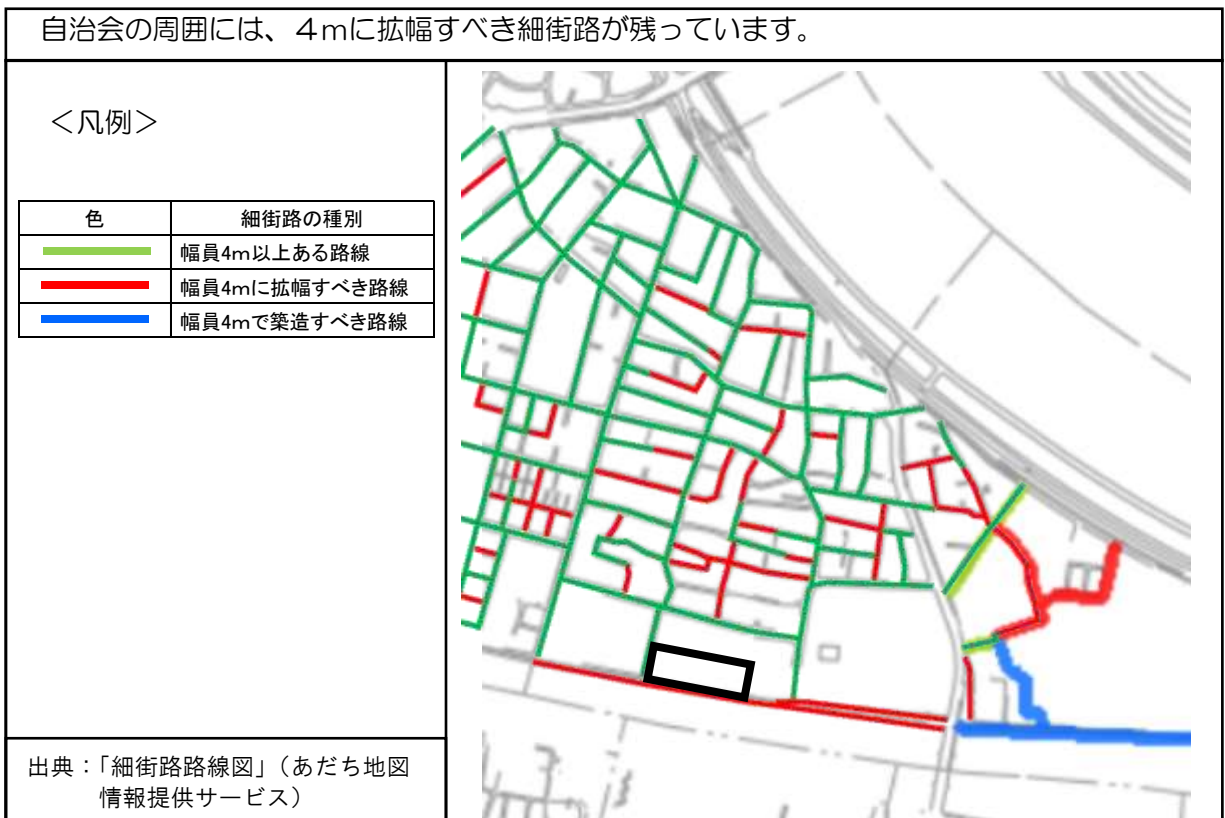 自治会の周囲には、４ｍに拡幅すべき細街路が残っています。
＜凡例＞
色 細街路の種別
幅員4m以上ある路線
幅員4mに拡幅すべき路線
幅員4mで築造すべき路線
出典：「細街路路線図」（あだち地図
情報提供サービス）